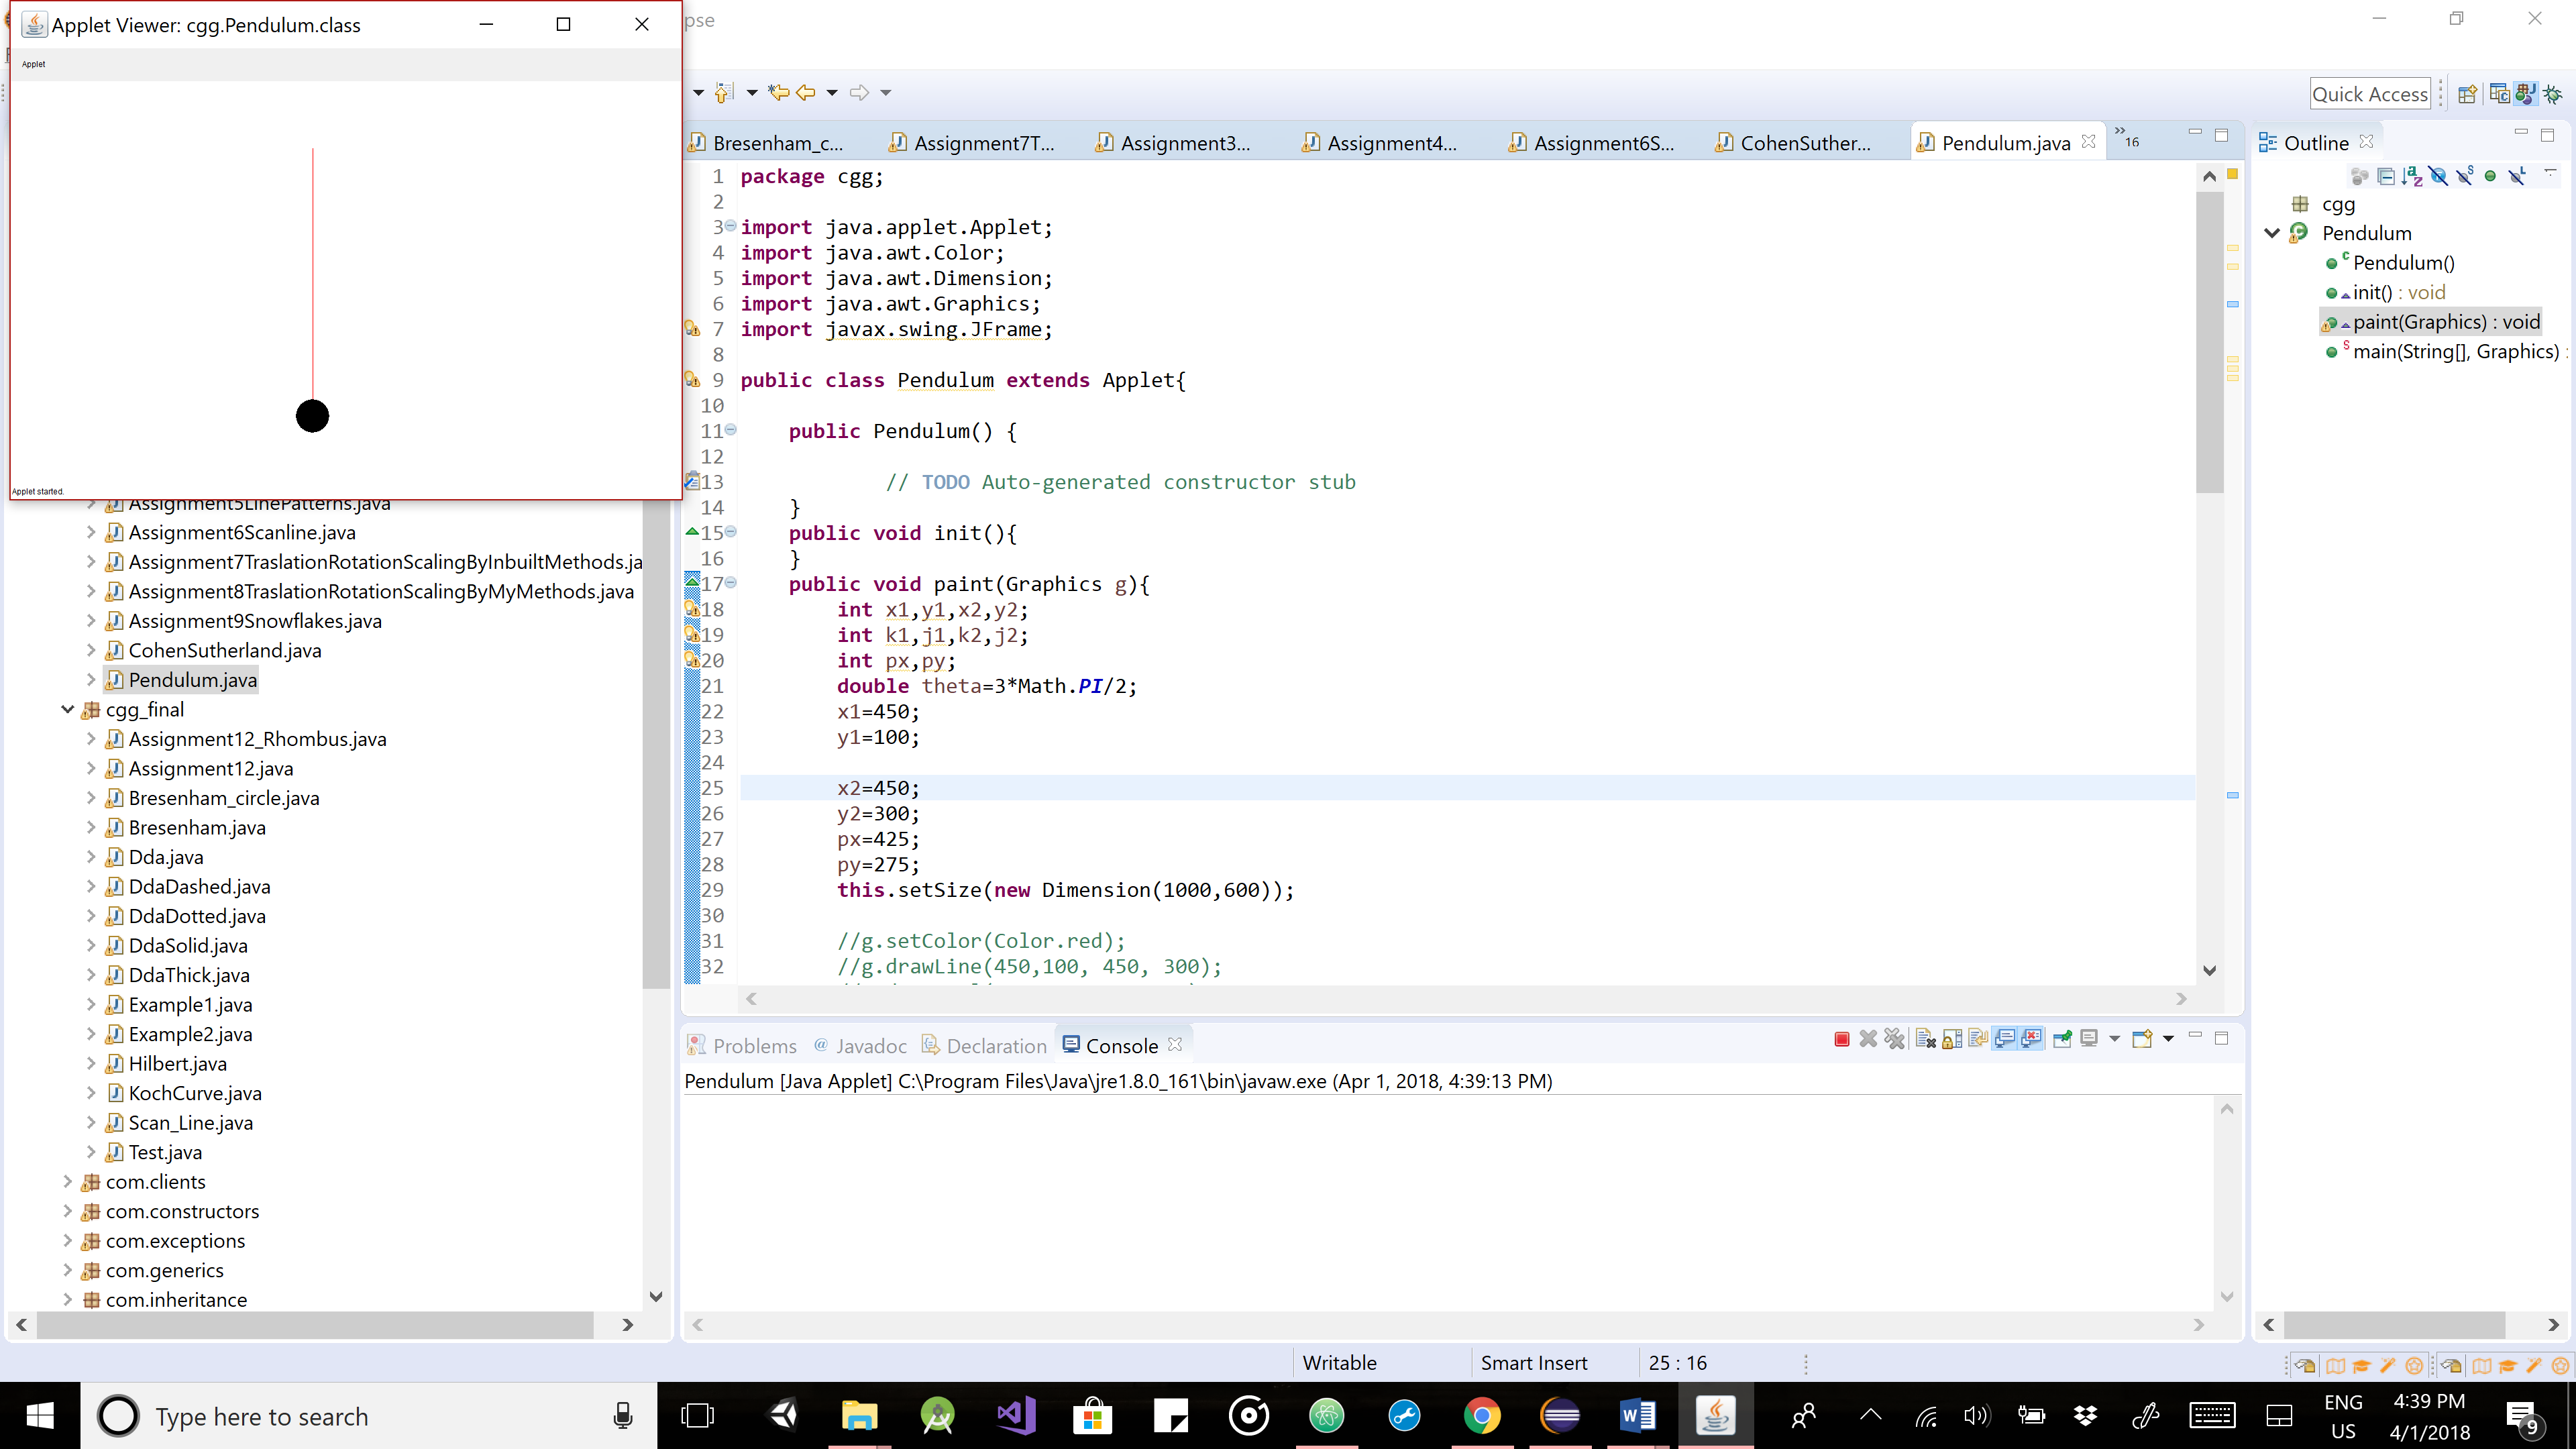 Applet Viewer: cgg.Pendulum.class
pse
Applet
Applet started.
Quick Access
Bresenham_c...
Assignment7T...
Assignment3...
Assignment4...
Assignment6S...
CohenSuther...
Pendulum.java
»16
1 package cgg;
2
3 import java.applet.Applet;
4 import java.awt.Color;
5 import java.awt.Dimension;
6 import java.awt.Graphics;
7 import javax.swing.JFrame;
8
9 public class Pendulum extends Applet{
10
11 public Pendulum() {
12
13 // TODO Auto-generated constructor stub
14 }
15 public void init(){
16 }
17 public void paint(Graphics g){
18 int x1,y1,x2,y2;
19 int k1,j1,k2,j2;
20 int px,py;
21 double theta=3*Math.PI/2;
22 x1=450;
23 y1=100;
24
25 x2=450;
26 y2=300;
27 px=425;
28 py=275;
29 this.setSize(new Dimension(1000,600));
30
31 //g.setColor(Color.red);
32 //g.drawLine(450,100, 450, 300);
Outline
cgg
Pendulum
Pendulum()
init() : void
paint(Graphics) : void
main(String[], Graphics) :
Assignment5LinePatterns.java
Assignment6Scanline.java
Assignment7TraslationRotationScalingByInbuiltMethods.ja
Assignment8TraslationRotationScalingByMyMethods.java
Assignment9Snowflakes.java
CohenSutherland.java
Pendulum.java
cgg_final
Assignment12_Rhombus.java
Assignment12.java
Bresenham_circle.java
Bresenham.java
Dda.java
DdaDashed.java
DdaDotted.java
DdaSolid.java
DdaThick.java
Example1.java
Example2.java
Hilbert.java
KochCurve.java
Scan_Line.java
Test.java
com.clients
com.constructors
com.exceptions
com.generics
com.inheritance
Problems @ Javadoc Declaration Console
Pendulum [Java Applet] C:\Program Files\Java\jre1.8.0_161\bin\javaw.exe (Apr 1, 2018, 4:39:13 PM)
Writable
Smart Insert
25 : 16
Type here to search
ENG
US
4:39 PM
4/1/2018
9